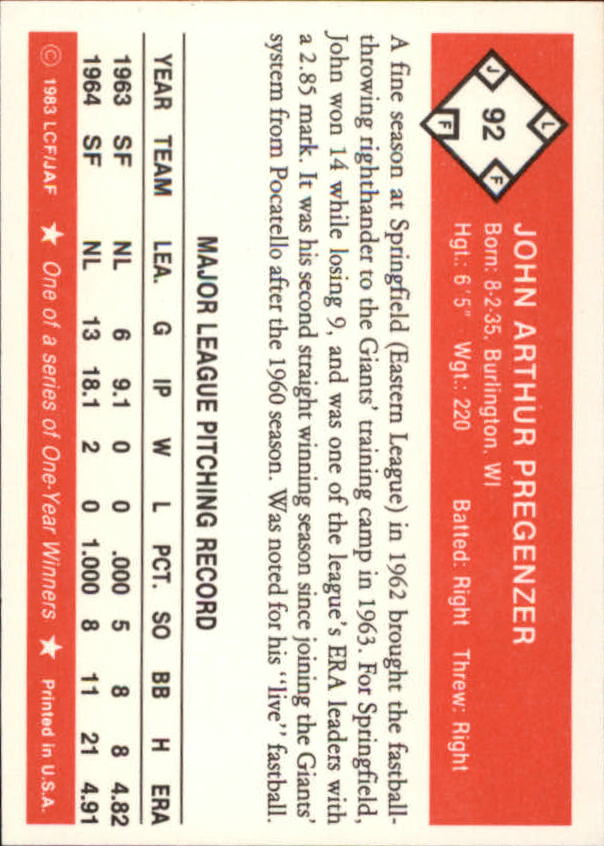 L
J 92 F
F
JOHN ARTHUR PREGENZER
Born: 8-2-35, Burlington, WI
Hgt.: 6'5" Wgt.: 220 Batted: Right Threw: Right
A fine season at Springfield (Eastern League) in 1962 brought the fastball-
throwing righthander to the Giants' training camp in 1963. For Springfield,
John won 14 while losing 9, and was one of the league's ERA leaders with
a 2.85 mark. It was his second straight winning season since joining the Giants'
system from Pocatello after the 1960 season. Was noted for his "live" fastball.
MAJOR LEAGUE PITCHING RECORD
YEAR TEAM LEA. G IP W L PCT. SO BB H ERA
1963 SF NL 6 9.1 0 0 .000 5 8 8 4.82
1964 SF NL 13 18.1 2 0 1.000 8 11 21 4.91
© 1983 LCF/JAF ★ One of a series of One-Year Winners ★ Printed in U.S.A.